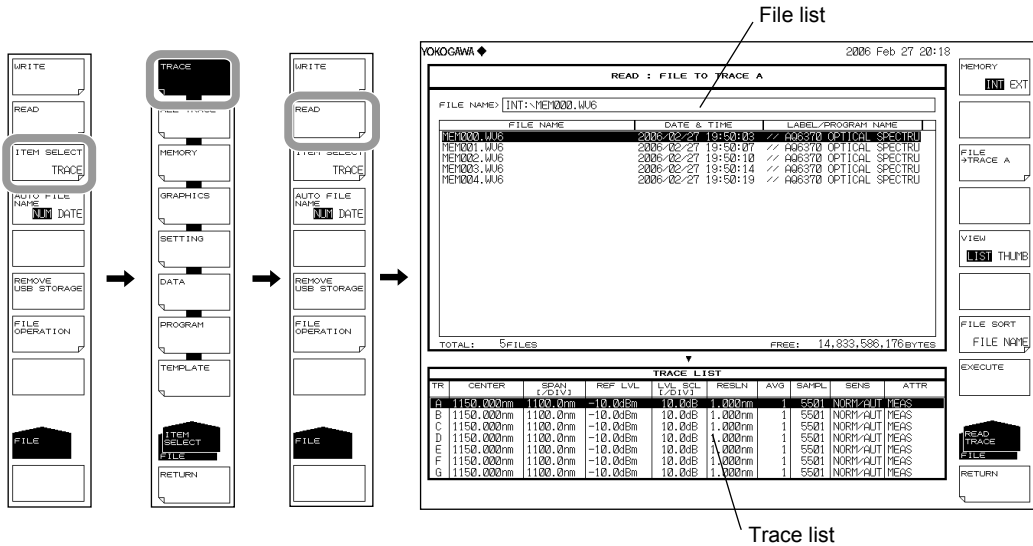 File list
WRITE
READ
ITEM SELECT
TRACE
AUTO FILE
NAME
NUM DATE
REMOVE
USB STORAGE
FILE
OPERATION
FILE
TRACE
ALL TRACE
MEMORY
GRAPHICS
SETTING
DATA
PROGRAM
TEMPLATE
ITEM
SELECT
FILE
RETURN
WRITE
READ
ITEM SELECT
TRACE
AUTO FILE
NAME
NUM DATE
REMOVE
USB STORAGE
FILE
OPERATION
FILE
YOKOGAWA ◆ 2006 Feb 27 20:18
READ : FILE TO TRACE A
FILE NAME> INT:\MEM000.WU6
FILE NAME DATE & TIME LABEL/PROGRAM NAME
MEM000.WU6 2006/02/27 19:50:03 // AQ6370 OPTICAL SPECTRU
MEM001.WU6 2006/02/27 19:50:07 // AQ6370 OPTICAL SPECTRU
MEM002.WU6 2006/02/27 19:50:10 // AQ6370 OPTICAL SPECTRU
MEM003.WU6 2006/02/27 19:50:14 // AQ6370 OPTICAL SPECTRU
MEM004.WU6 2006/02/27 19:50:19 // AQ6370 OPTICAL SPECTRU
TOTAL: 5FILES FREE: 14,833,586,176BYTES
TRACE LIST
TR CENTER SPAN [/DIV] REF LVL LVL SCL [/DIV] RESLN AVG SAMPL SENS ATTR
A 1150.000nm 1100.0nm -10.0dBm 10.0dB 1.000nm 1 5501 NORM/AUT MEAS
B 1150.000nm 1100.0nm -10.0dBm 10.0dB 1.000nm 1 5501 NORM/AUT MEAS
C 1150.000nm 1100.0nm -10.0dBm 10.0dB 1.000nm 1 5501 NORM/AUT MEAS
D 1150.000nm 1100.0nm -10.0dBm 10.0dB 1.000nm 1 5501 NORM/AUT MEAS
E 1150.000nm 1100.0nm -10.0dBm 10.0dB 1.000nm 1 5501 NORM/AUT MEAS
F 1150.000nm 1100.0nm -10.0dBm 10.0dB 1.000nm 1 5501 NORM/AUT MEAS
G 1150.000nm 1100.0nm -10.0dBm 10.0dB 1.000nm 1 5501 NORM/AUT MEAS
MEMORY
INT EXT
FILE
→TRACE A
VIEW
LIST THUMB
FILE SORT
FILE NAME
EXECUTE
READ
TRACE
FILE
RETURN
Trace list